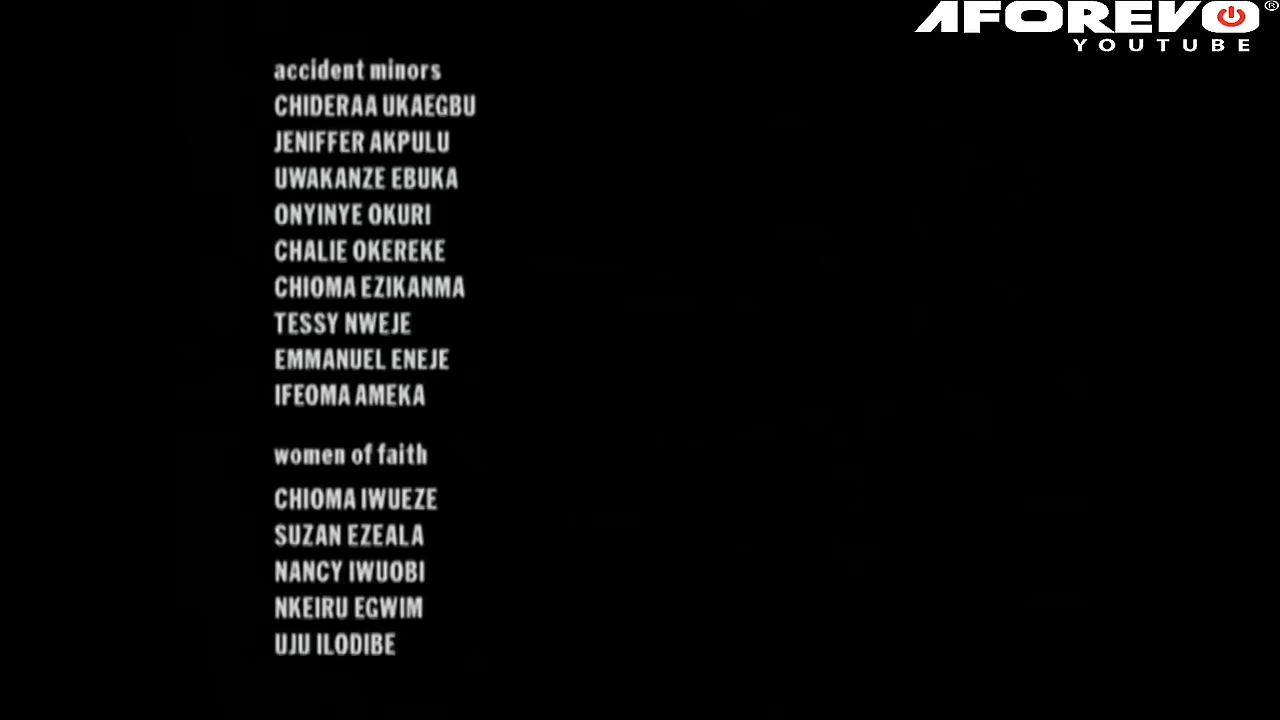 AFOREVO®
YOUTUBE
accident minors
CHIDERAA UKAEGBU
JENIFFER AKPULU
UWAKANZE EBUKA
ONYINYE OKURI
CHALIE OKEREKE
CHIOMA EZIKANMA
TESSY NWEJE
EMMANUEL ENEJE
IFEOMA AMEKA
women of faith
CHIOMA IWUEZE
SUZAN EZEALA
NANCY IWUOBI
NKEIRU EGWIM
UJU ILODIBE